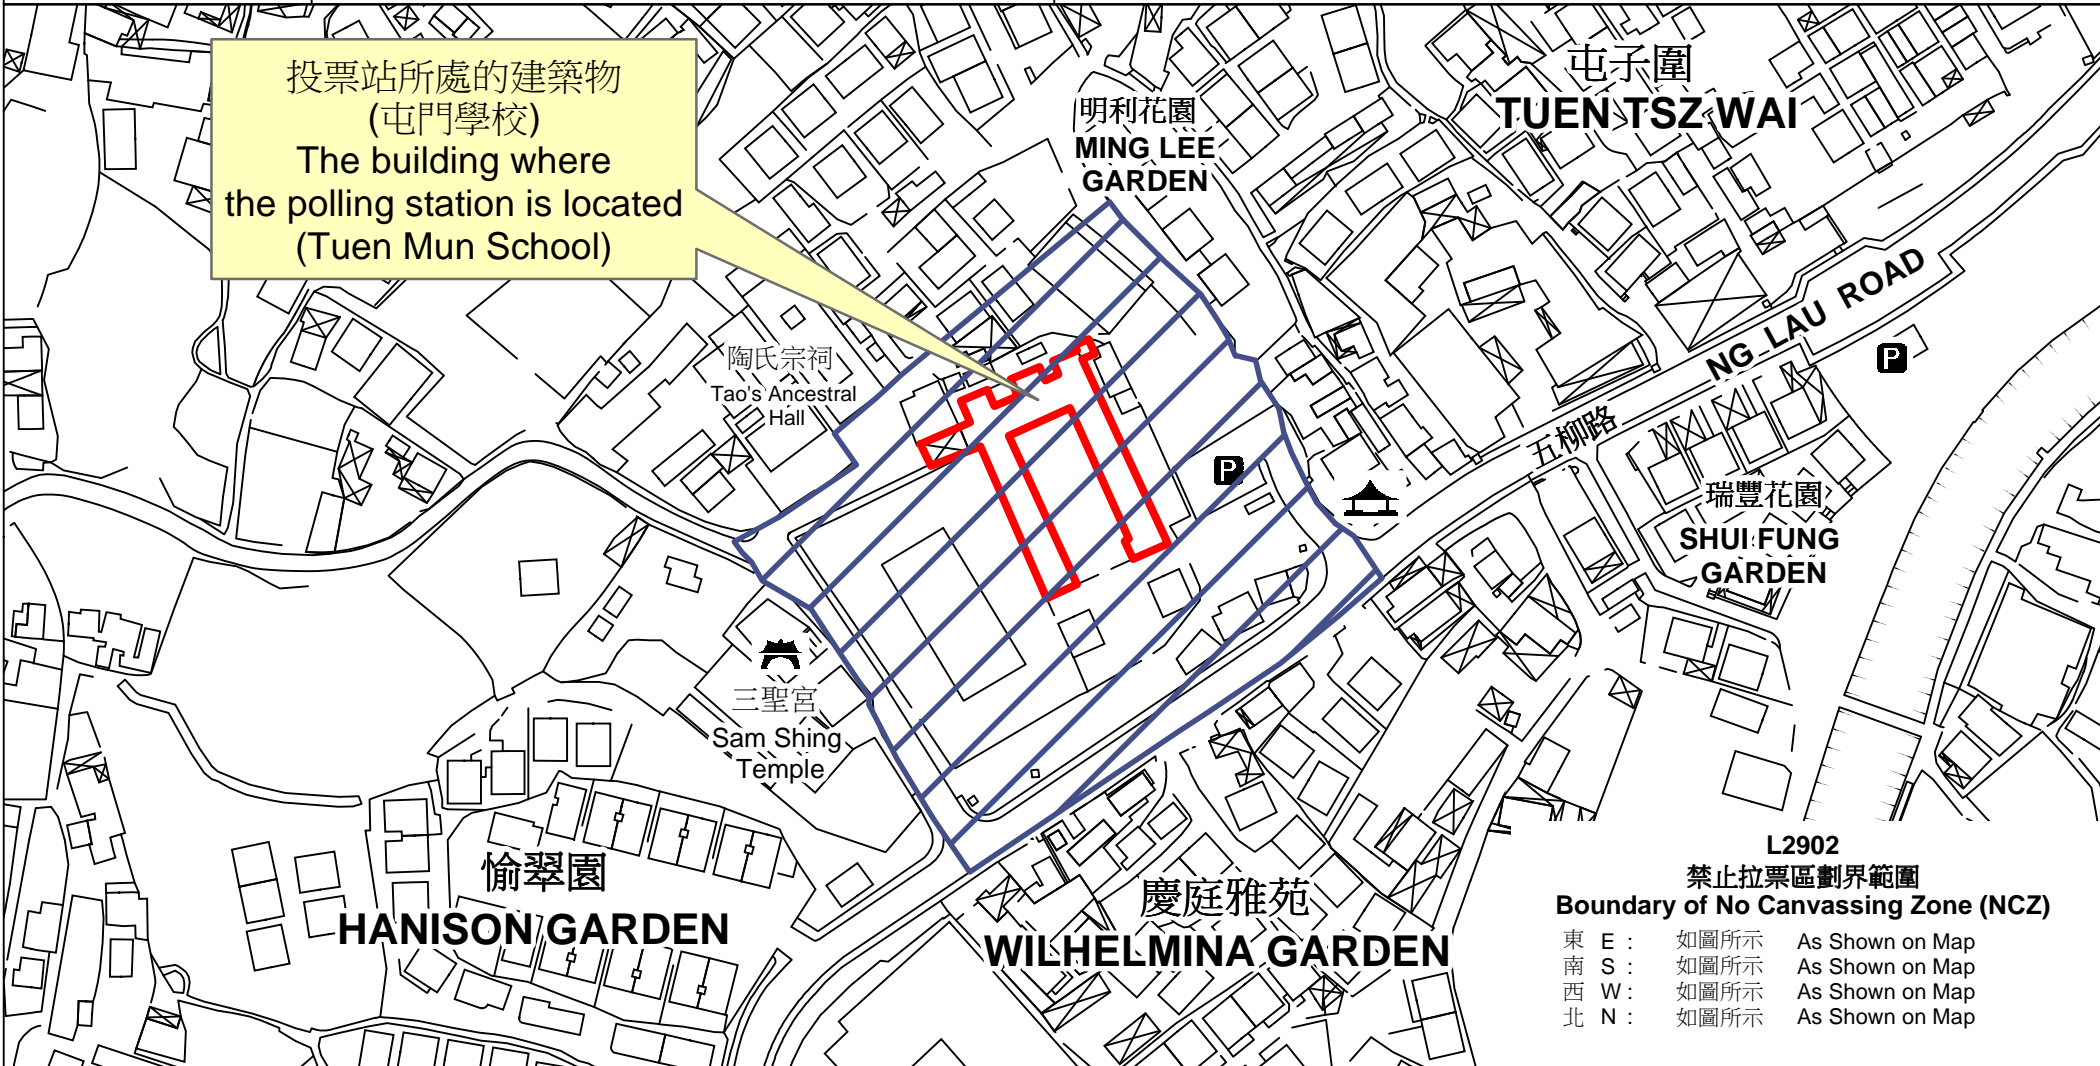 投票站所處的建築物
(屯門學校)
The building where
the polling station is located
(Tuen Mun School)
明利花園
MING LEE
GARDEN
屯子圍
TUEN TSZ WAI
陶氏宗祠
Tao's Ancestral
Hall
P
五柳路
NG LAU ROAD
P
瑞豐花園
SHUI FUNG
GARDEN
三聖宮
Sam Shing
Temple
愉翠園
HANISON GARDEN
慶庭雅苑
WILHELMINA GARDEN
L2902
禁止拉票區劃界範圍
Boundary of No Canvassing Zone (NCZ)
東 E : 如圖所示 As Shown on Map
南 S : 如圖所示 As Shown on Map
西 W : 如圖所示 As Shown on Map
北 N : 如圖所示 As Shown on Map